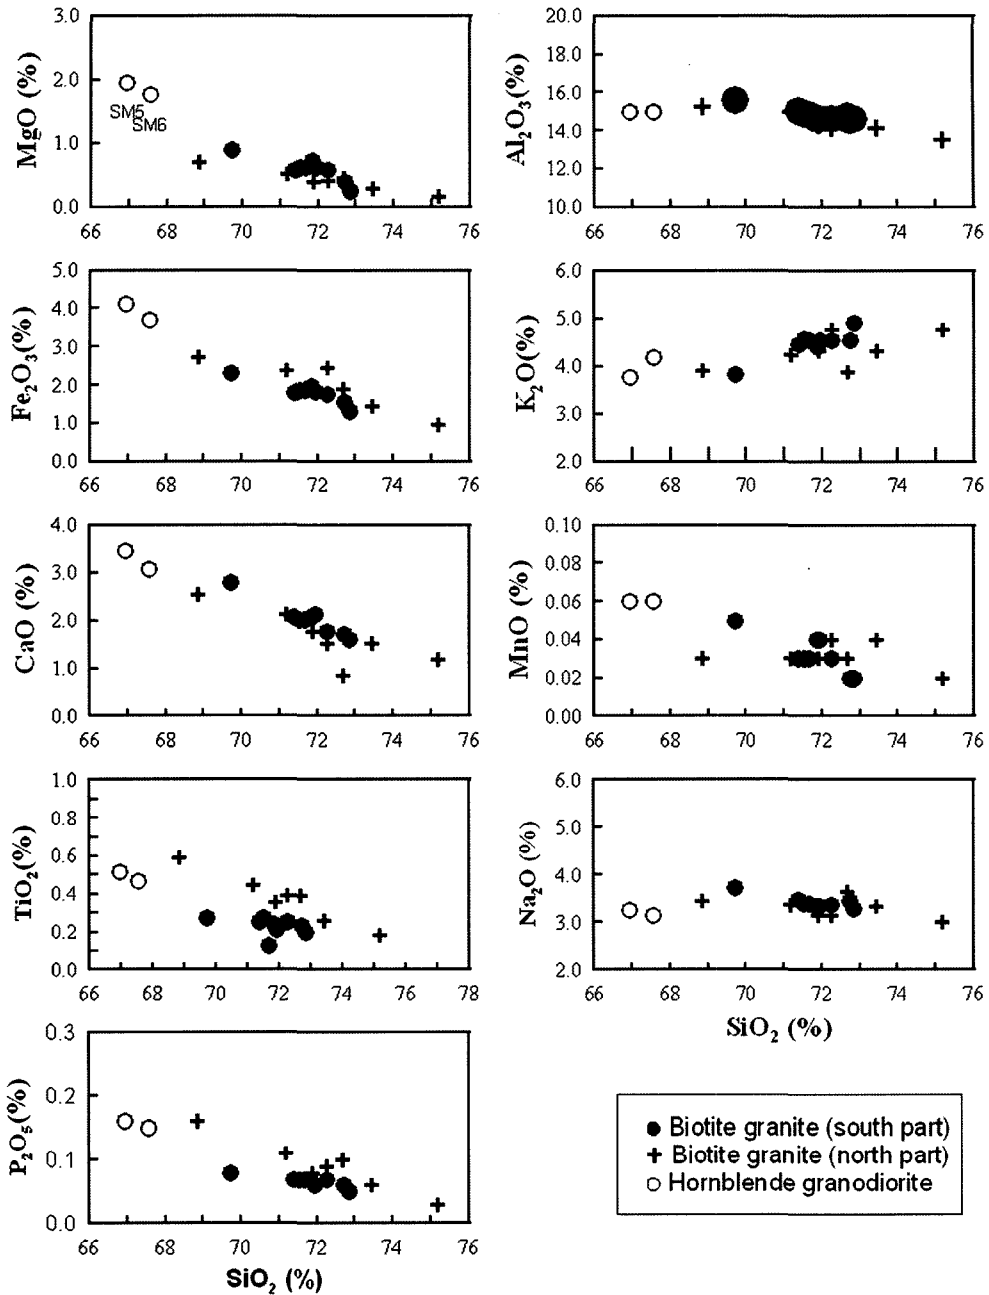 MgO (%)
3.0
2.0
1.0
0.0
SM5
SM6
66 68 70 72 74 76
Al₂O₃(%)
20.0
18.0
16.0
14.0
12.0
10.0
66 68 70 72 74 76
Fe₂O₃(%)
5.0
4.0
3.0
2.0
1.0
0.0
66 68 70 72 74 76
K₂O(%)
6.0
5.0
4.0
3.0
2.0
66 68 70 72 74 76
CaO (%)
4.0
3.0
2.0
1.0
0.0
66 68 70 72 74 76
MnO (%)
0.10
0.08
0.06
0.04
0.02
0.00
66 68 70 72 74 76
TiO₂(%)
1.0
0.8
0.6
0.4
0.2
0.0
66 68 70 72 74 76 78
Na₂O (%)
6.0
5.0
4.0
3.0
2.0
66 68 70 72 74 76
SiO₂ (%)
P₂O₅(%)
0.3
0.2
0.1
0.0
66 68 70 72 74 76
SiO₂ (%)
Biotite granite (south part)
Biotite granite (north part)
Hornblende granodiorite